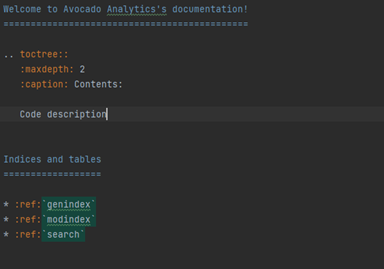 Welcome to Avocado Analytics's documentation!
=============================================
.. toctree::
   :maxdepth: 2
   :caption: Contents:
   Code description
Indices and tables
==================
* :ref:`genindex`
* :ref:`modindex`
* :ref:`search`